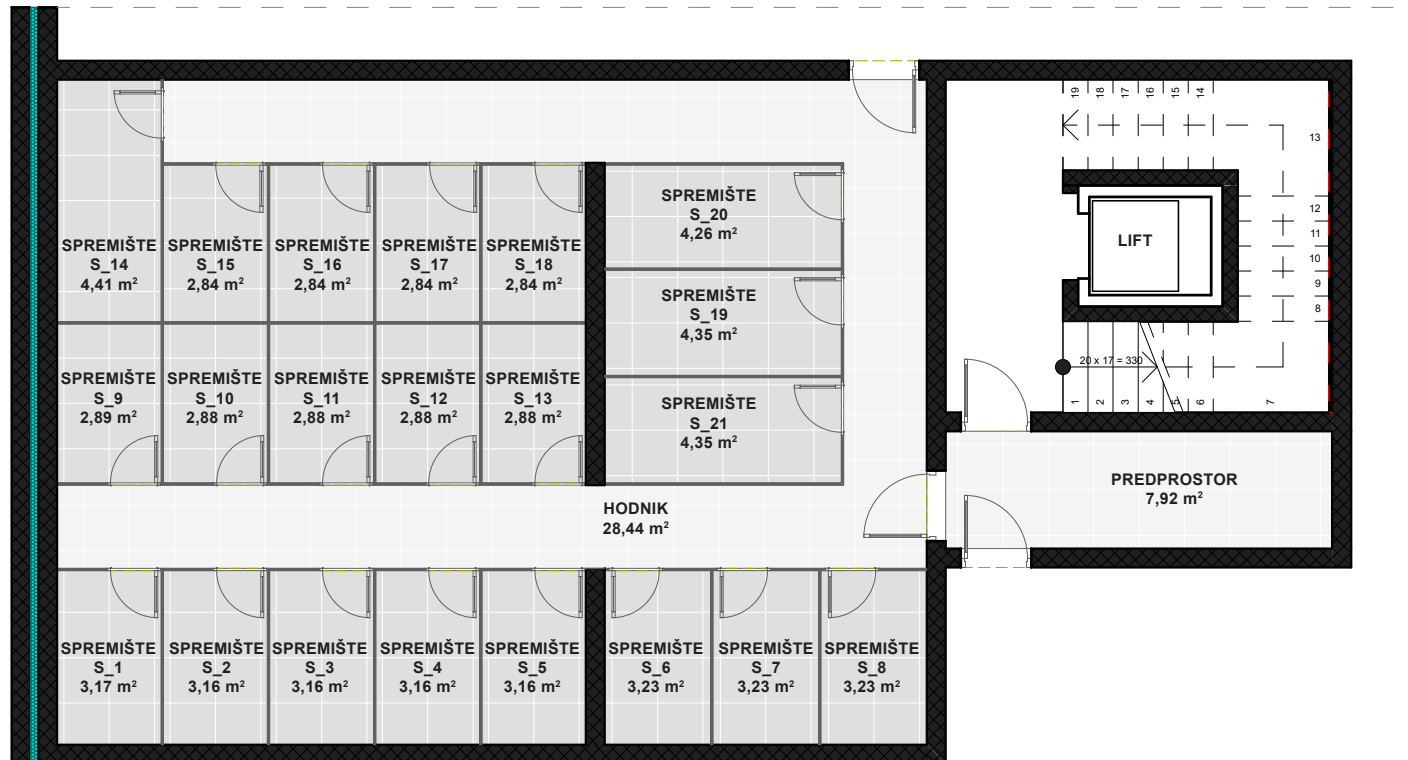 19
18
17
16
15
14
13
12
11
10
9
8
LIFT
20 x 17 = 330
1
2
3
4
5
6
7
SPREMIŠTE
S_20
4,26 m²
SPREMIŠTE
S_14
4,41 m²
SPREMIŠTE
S_15
2,84 m²
SPREMIŠTE
S_16
2,84 m²
SPREMIŠTE
S_17
2,84 m²
SPREMIŠTE
S_18
2,84 m²
SPREMIŠTE
S_19
4,35 m²
SPREMIŠTE
S_9
2,89 m²
SPREMIŠTE
S_10
2,88 m²
SPREMIŠTE
S_11
2,88 m²
SPREMIŠTE
S_12
2,88 m²
SPREMIŠTE
S_13
2,88 m²
SPREMIŠTE
S_21
4,35 m²
PREDPROSTOR
7,92 m²
HODNIK
28,44 m²
SPREMIŠTE
S_1
3,17 m²
SPREMIŠTE
S_2
3,16 m²
SPREMIŠTE
S_3
3,16 m²
SPREMIŠTE
S_4
3,16 m²
SPREMIŠTE
S_5
3,16 m²
SPREMIŠTE
S_6
3,23 m²
SPREMIŠTE
S_7
3,23 m²
SPREMIŠTE
S_8
3,23 m²